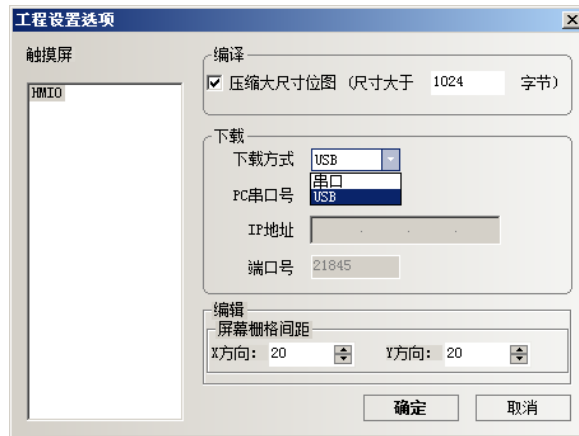 工程设置选项
触摸屏
HMI0
编译
压缩大尺寸位图 (尺寸大于 1024 字节)
下载
下载方式 USB
串口
USB
PC串口号
IP地址 . . .
端口号 21845
编辑
屏幕栅格间距
X方向: 20 Y方向: 20
确定 取消